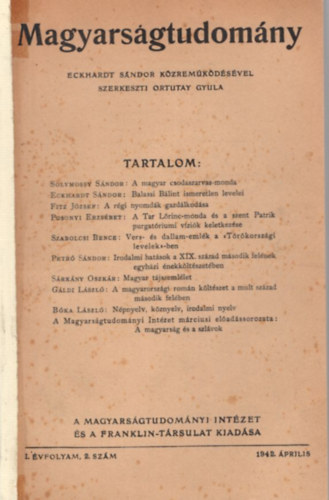 Magyarságtudomány
ECKHARDT SÁNDOR KÖZREMŰKÖDÉSÉVEL
SZERKESZTI ORTUTAY GYULA
TARTALOM:
SOLYMOSSY SÁNDOR: A magyar csodaszarvas-monda
ECKHARDT SÁNDOR: Balassi Bálint ismeretlen levelei
FITZ JÓZSEF: A régi nyomdák gazdálkodása
POSONYI ERZSÉBET: A Tar Lőrinc-monda és a szent Patrik
purgatóriumi víziók keletkezése
SZABOLCSI BENCE: Vers- és dallam-emlék a «Törökországi
levelek»-ben
PETRÓ SÁNDOR: Irodalmi hatások a XIX. század második felének
egyházi énekköltészetében
SÁRKÁNY OSZKÁR: Magyar tájszemlélet
GÁLDI LÁSZLÓ: A magyarországi román költészet a mult század
második felében
BÓKA LÁSZLÓ: Népnyelv, köznyelv, irodalmi nyelv
A Magyarságtudományi Intézet márciusi előadássorozata:
A magyarság és a szlávok
A MAGYARSÁGTUDOMÁNYI INTÉZET
ÉS A FRANKLIN-TÁRSULAT KIADÁSA
I. ÉVFOLYAM, 2. SZÁM 1942. ÁPRILIS